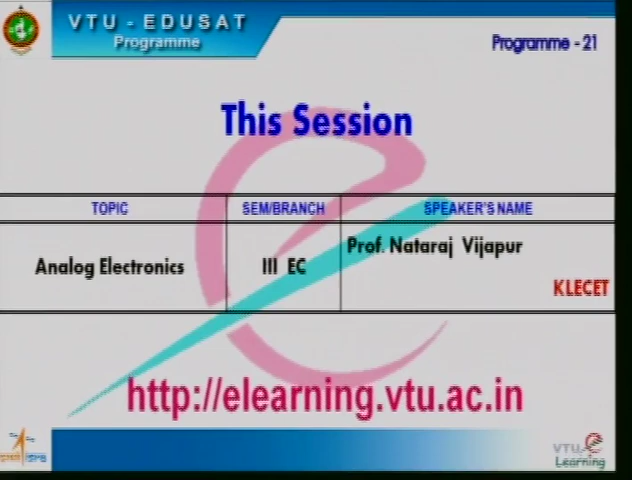 VTU - EDUSAT
Programme
Programme - 21
This Session
TOPIC SEM/BRANCH SPEAKER'S NAME
Analog Electronics III EC Prof. Nataraj Vijapur
KLECET
http://elearning.vtu.ac.in
VTU
Learning